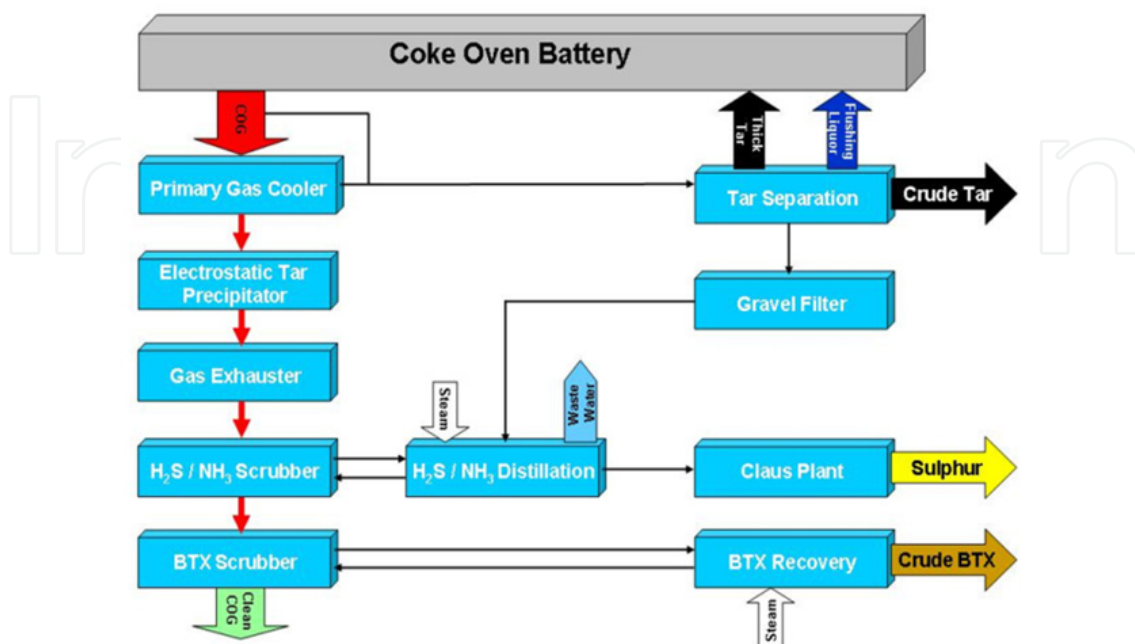 Coke Oven Battery
COG
Thick
Tar
Flushing
Liquor
Primary Gas Cooler
Tar Separation
Crude Tar
Electrostatic Tar
Precipitator
Gravel Filter
Gas Exhauster
Steam
Waste
Water
H₂S / NH₃ Scrubber
H₂S / NH₃ Distillation
Claus Plant
Sulphur
BTX Scrubber
BTX Recovery
Crude BTX
Clean
COG
Steam